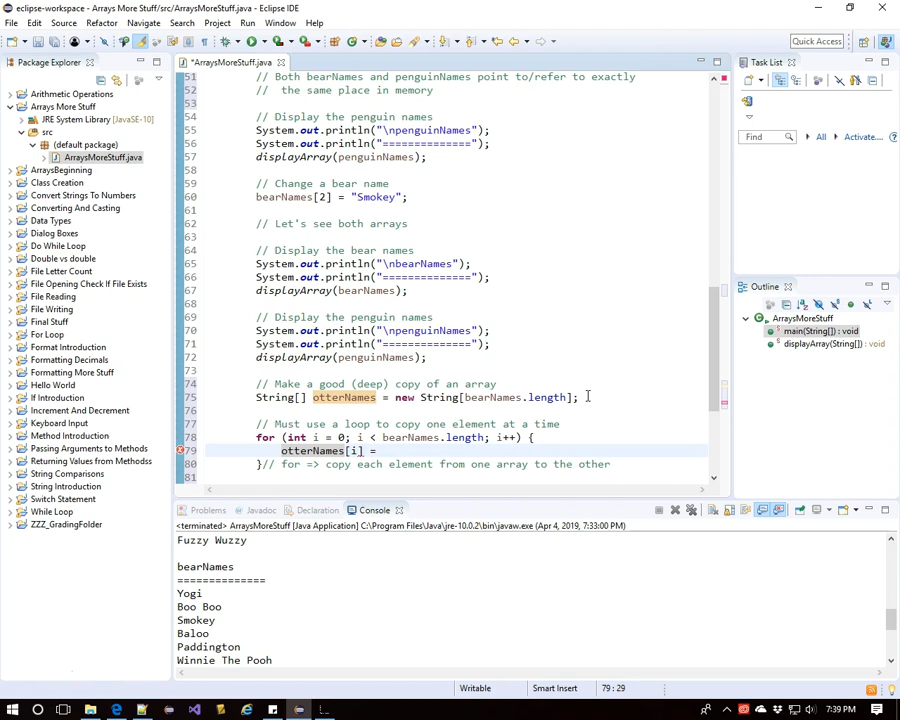 eclipse-workspace - Arrays More Stuff/src/ArraysMoreStuff.java - Eclipse IDE
File Edit Source Refactor Navigate Search Project Run Window Help
Quick Access
Package Explorer
Arithmetic Operations
Arrays More Stuff
JRE System Library [JavaSE-10]
src
(default package)
ArraysMoreStuff.java
ArraysBeginning
Class Creation
Convert Strings To Numbers
Converting And Casting
Data Types
Dialog Boxes
Do While Loop
Double vs double
File Letter Count
File Opening Check If File Exists
File Reading
File Writing
Final Stuff
For Loop
Format Introduction
Formatting Decimals
Formatting More Stuff
Hello World
If Introduction
Increment And Decrement
Keyboard Input
Method Introduction
Passing Arguments to Methods
Returning Values from Methodss
String Comparisons
String Introduction
Switch Statement
While Loop
ZZZ_GradingFolder
*ArraysMoreStuff.java
51 // Both bearNames and penguinNames point to/refer to exactly
52 //  the same place in memory
53
54 // Display the penguin names
55 System.out.println("\npenguinNames");
56 System.out.println("=============");
57 displayArray(penguinNames);
58
59 // Change a bear name
60 bearNames[2] = "Smokey";
61
62 // Let's see both arrays
63
64 // Display the bear names
65 System.out.println("\nbearNames");
66 System.out.println("=============");
67 displayArray(bearNames);
68
69 // Display the penguin names
70 System.out.println("\npenguinNames");
71 System.out.println("=============");
72 displayArray(penguinNames);
73
74 // Make a good (deep) copy of an array
75 String[] otterNames = new String[bearNames.length];
76
77 // Must use a loop to copy one element at a time
78 for (int i = 0; i < bearNames.length; i++) {
79 otterNames[i] =
80 }// for => copy each element from one array to the other
81
Task List
Find All Activate...
Outline
ArraysMoreStuff
main(String[]) : void
displayArray(String[]) : void
Problems Javadoc Declaration Console
<terminated> ArraysMoreStuff [Java Application] C:\Program Files\Java\jre-10.0.2\bin\javaw.exe (Apr 4, 2019, 7:33:00 PM)
Fuzzy Wuzzy
bearNames
=============
Yogi
Boo Boo
Smokey
Baloo
Paddington
Winnie The Pooh
Writable Smart Insert 79 : 29
7:39 PM